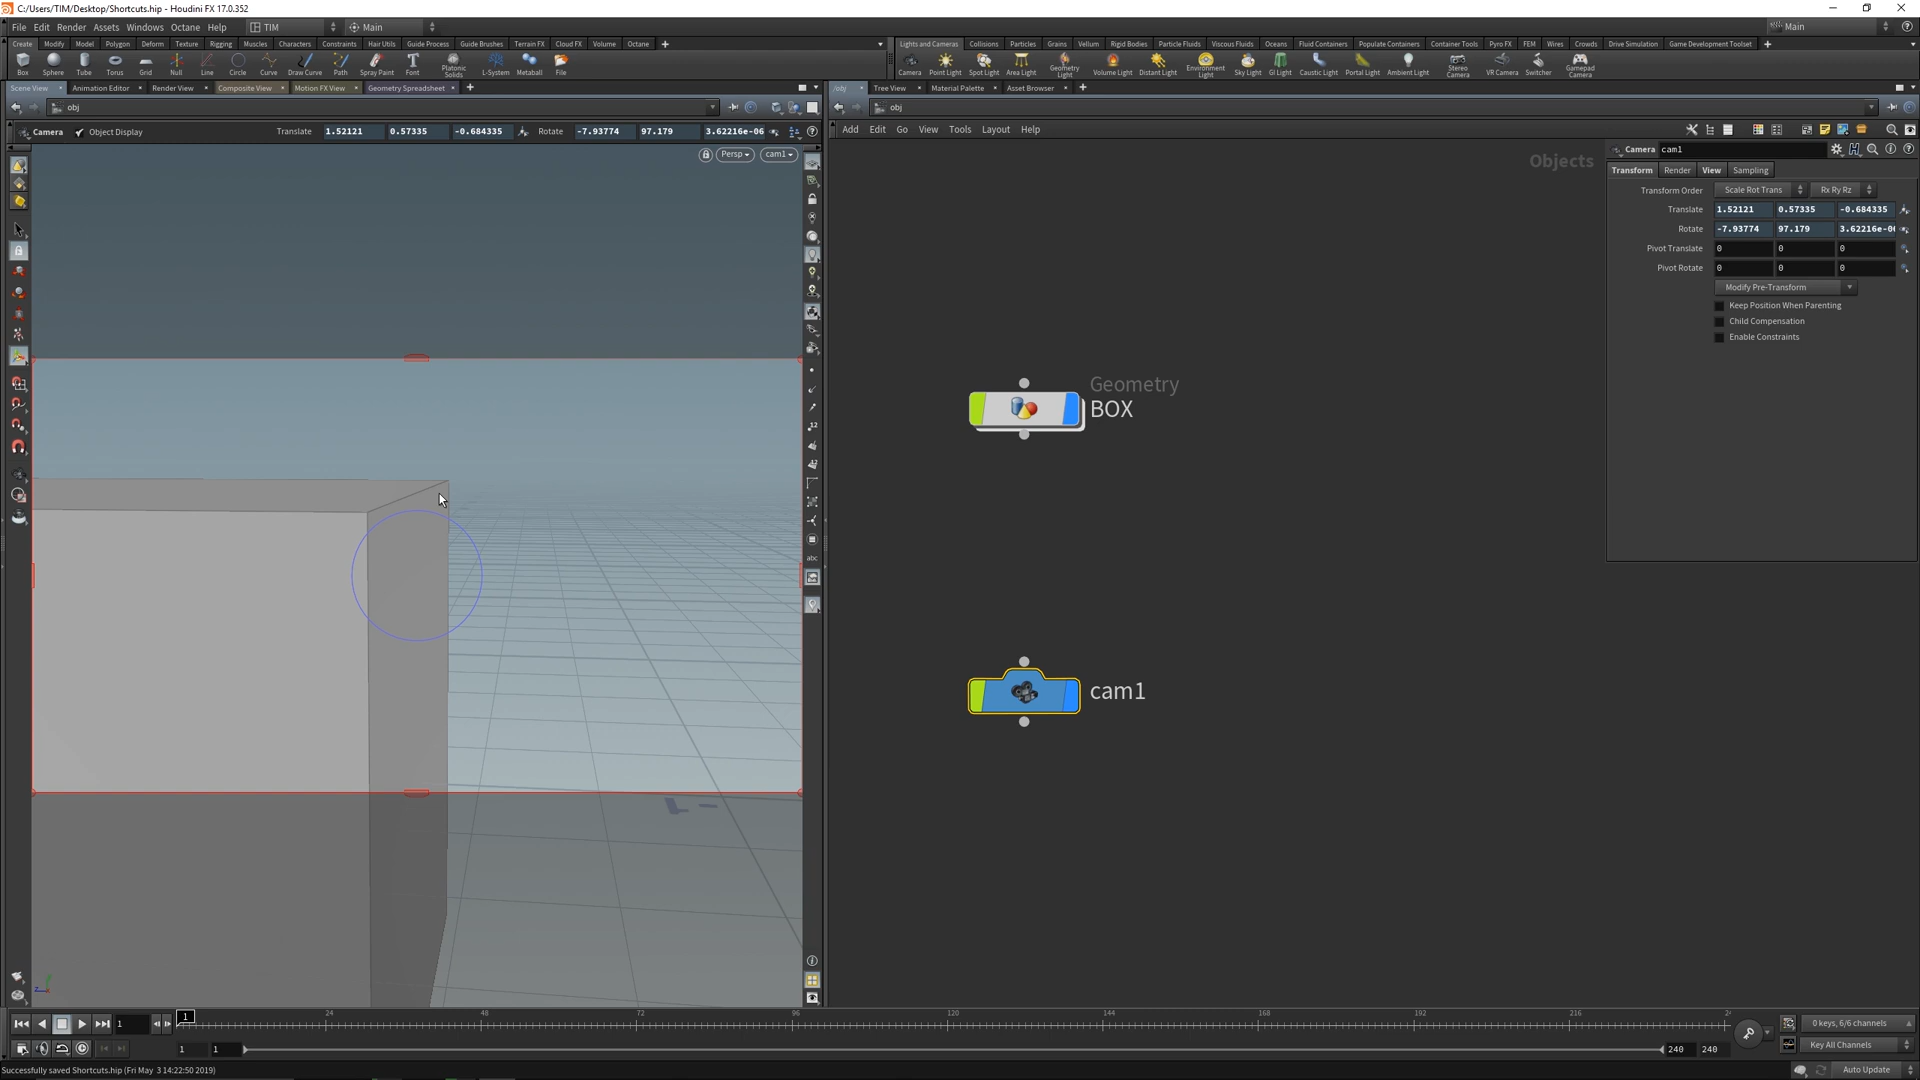 C:/Users/TIM/Desktop/Shortcuts.hip - Houdini FX 17.0.352
File Edit Render Assets Windows Octane Help TIM Main Main
Create Modify Model Polygon Deform Texture Rigging Muscles Characters Constraints Hair Utils Guide Process Guide Brushes Terrain FX Cloud FX Volume Octane
Lights and Cameras Collisions Particles Grains Vellum Rigid Bodies Particle Fluids Viscous Fluids Oceans Fluid Containers Populate Containers Container Tools Pyro FX FEM Wires Crowds Drive Simulation Game Development Toolset
Box Sphere Tube Torus Grid Null Line Circle Curve Draw Curve Path Spray Paint Font Platonic Solids L-System Metaball File
Camera Point Light Spot Light Area Light Geometry Light Volume Light Distant Light Environment Light Sky Light GI Light Caustic Light Portal Light Ambient Light Stereo Camera VR Camera Switcher Gamepad Camera
Scene View Animation Editor Render View Composite View Motion FX View Geometry Spreadsheet
/obj Tree View Material Palette Asset Browser
obj
obj
Camera Object Display Translate 1.52121 0.57335 -0.684335 Rotate -7.93774 97.179 3.62216e-06
Add Edit Go View Tools Layout Help
Persp cam1
Objects
Camera cam1
Transform Render View Sampling
Transform Order Scale Rot Trans Rx Ry Rz
Translate 1.52121 0.57335 -0.684335
Rotate -7.93774 97.179 3.62216e-0
Pivot Translate 0 0 0
Pivot Rotate 0 0 0
Modify Pre-Transform
Keep Position When Parenting
Child Compensation
Enable Constraints
Geometry
BOX
cam1
abc
1 1 24 48 72 96 120 144 168 192 216 2
0 keys, 6/6 channels
1 1 240 240
Key All Channels
Successfully saved Shortcuts.hip (Fri May 3 14:22:50 2019)
Auto Update